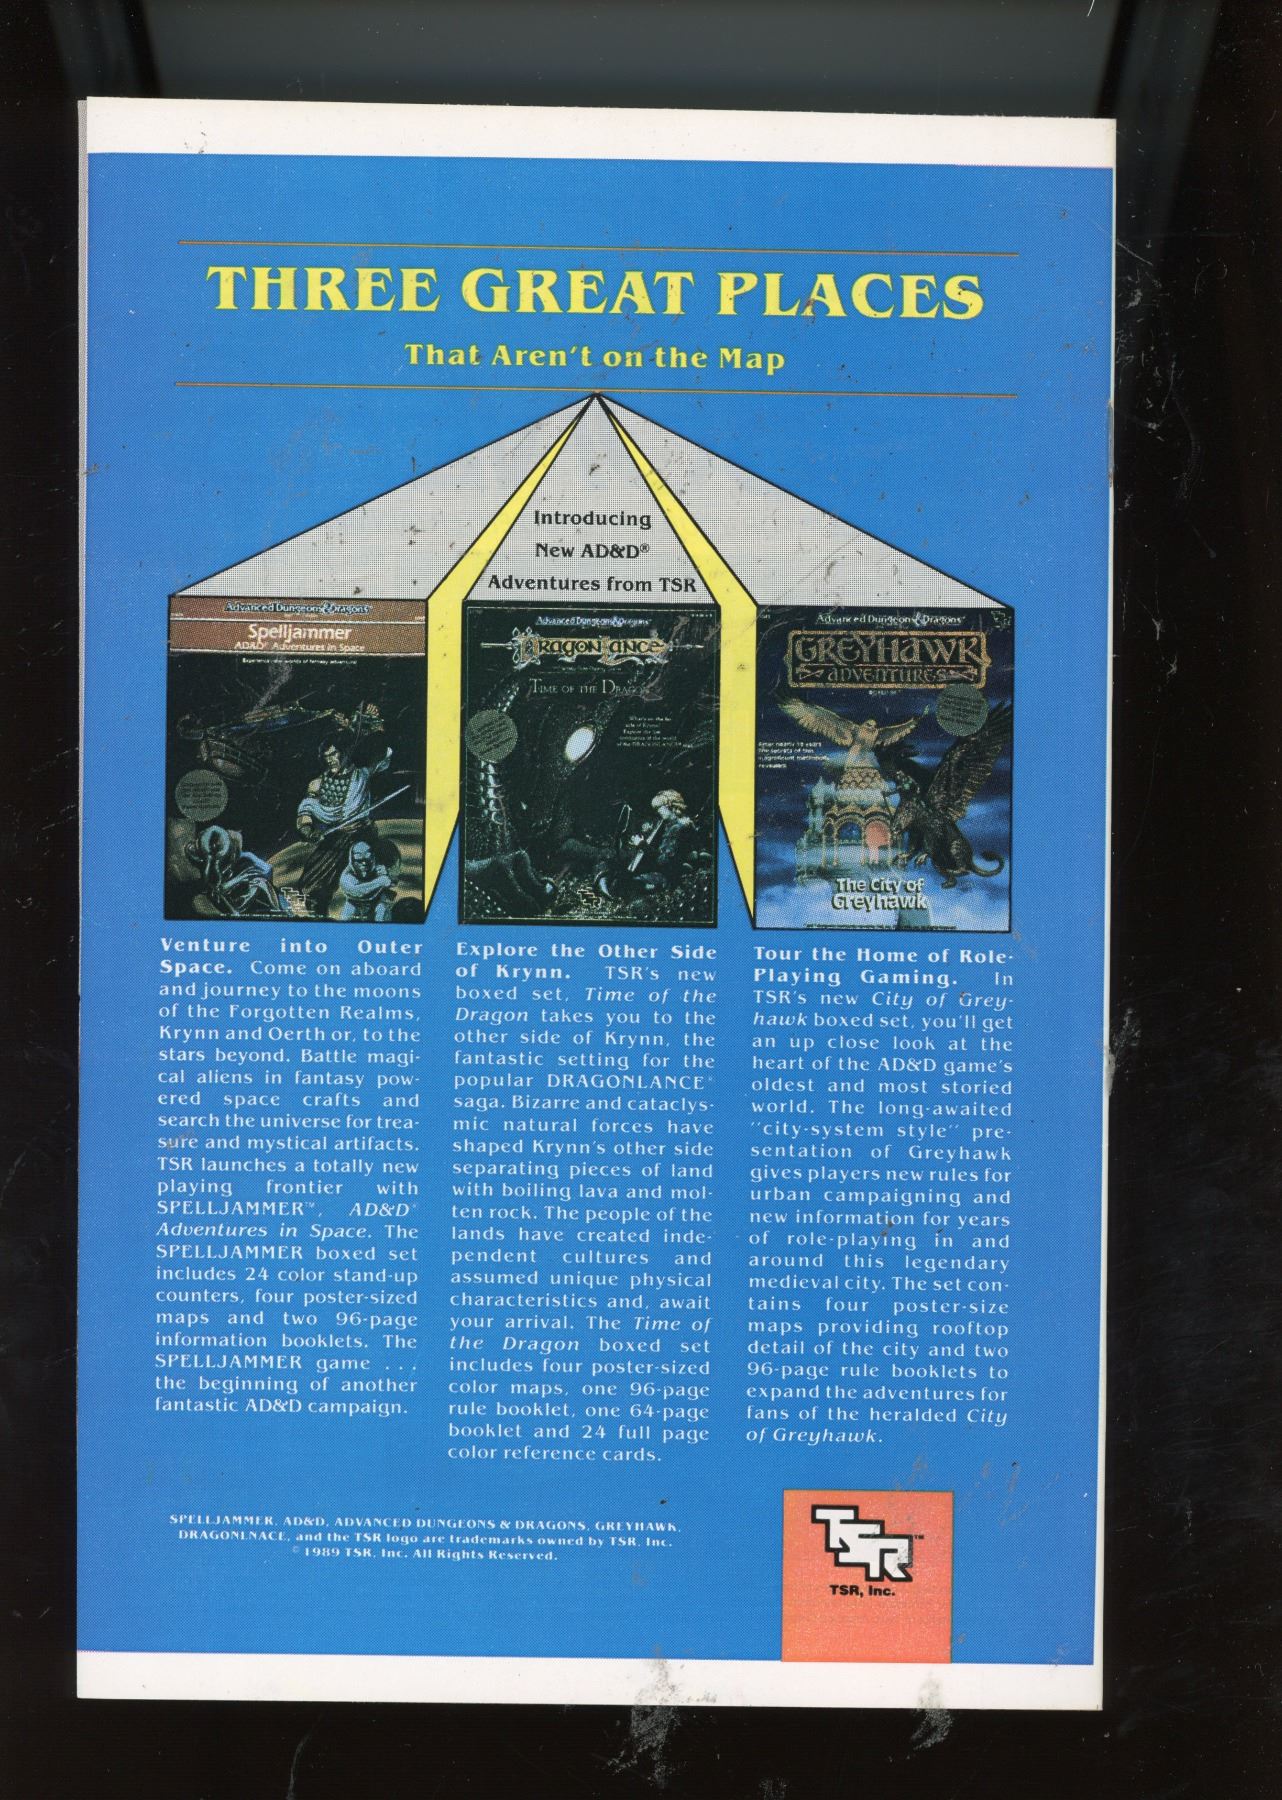 THREE GREAT PLACES
That Aren't on the Map
Introducing
New AD&D®
Adventures from TSR
Advanced Dungeons & Dragons
Spelljammer
AD&D Adventures in Space
Advanced Dungeons & Dragons
DRAGONLANCE
TIME OF THE DRAGON
What's on the far
side of Krynn?
Advanced Dungeons & Dragons
GREYHAWK
ADVENTURES
The City of
Greyhawk
Venture into Outer
Space. Come on aboard
and journey to the moons
of the Forgotten Realms,
Krynn and Oerth or, to the
stars beyond. Battle magi-
cal aliens in fantasy pow-
ered space crafts and
search the universe for trea-
sure and mystical artifacts.
TSR launches a totally new
playing frontier with
SPELLJAMMER™, AD&D®
Adventures in Space. The
SPELLJAMMER boxed set
includes 24 color stand-up
counters, four poster-sized
maps and two 96-page
information booklets. The
SPELLJAMMER game . . .
the beginning of another
fantastic AD&D campaign.
Explore the Other Side
of Krynn. TSR's new
boxed set, Time of the
Dragon takes you to the
other side of Krynn, the
fantastic setting for the
popular DRAGONLANCE®
saga. Bizarre and cataclys-
mic natural forces have
shaped Krynn's other side
separating pieces of land
with boiling lava and mol-
ten rock. The people of the
lands have created inde-
pendent cultures and
assumed unique physical
characteristics and, await
your arrival. The Time of
the Dragon boxed set
includes four poster-sized
color maps, one 96-page
rule booklet, one 64-page
booklet and 24 full page
color reference cards.
Tour the Home of Role-
Playing Gaming. In
TSR's new City of Grey-
hawk boxed set, you'll get
an up close look at the
heart of the AD&D game's
oldest and most storied
world. The long-awaited
"city-system style" pre-
sentation of Greyhawk
gives players new rules for
urban campaigning and
new information for years
of role-playing in and
around this legendary
medieval city. The set con-
tains four poster-size
maps providing rooftop
detail of the city and two
96-page rule booklets to
expand the adventures for
fans of the heralded City
of Greyhawk.
SPELLJAMMER, AD&D, ADVANCED DUNGEONS & DRAGONS, GREYHAWK,
DRAGONLNACE, and the TSR logo are trademarks owned by TSR, Inc.
© 1989 TSR, Inc. All Rights Reserved.
TSR™
TSR, Inc.